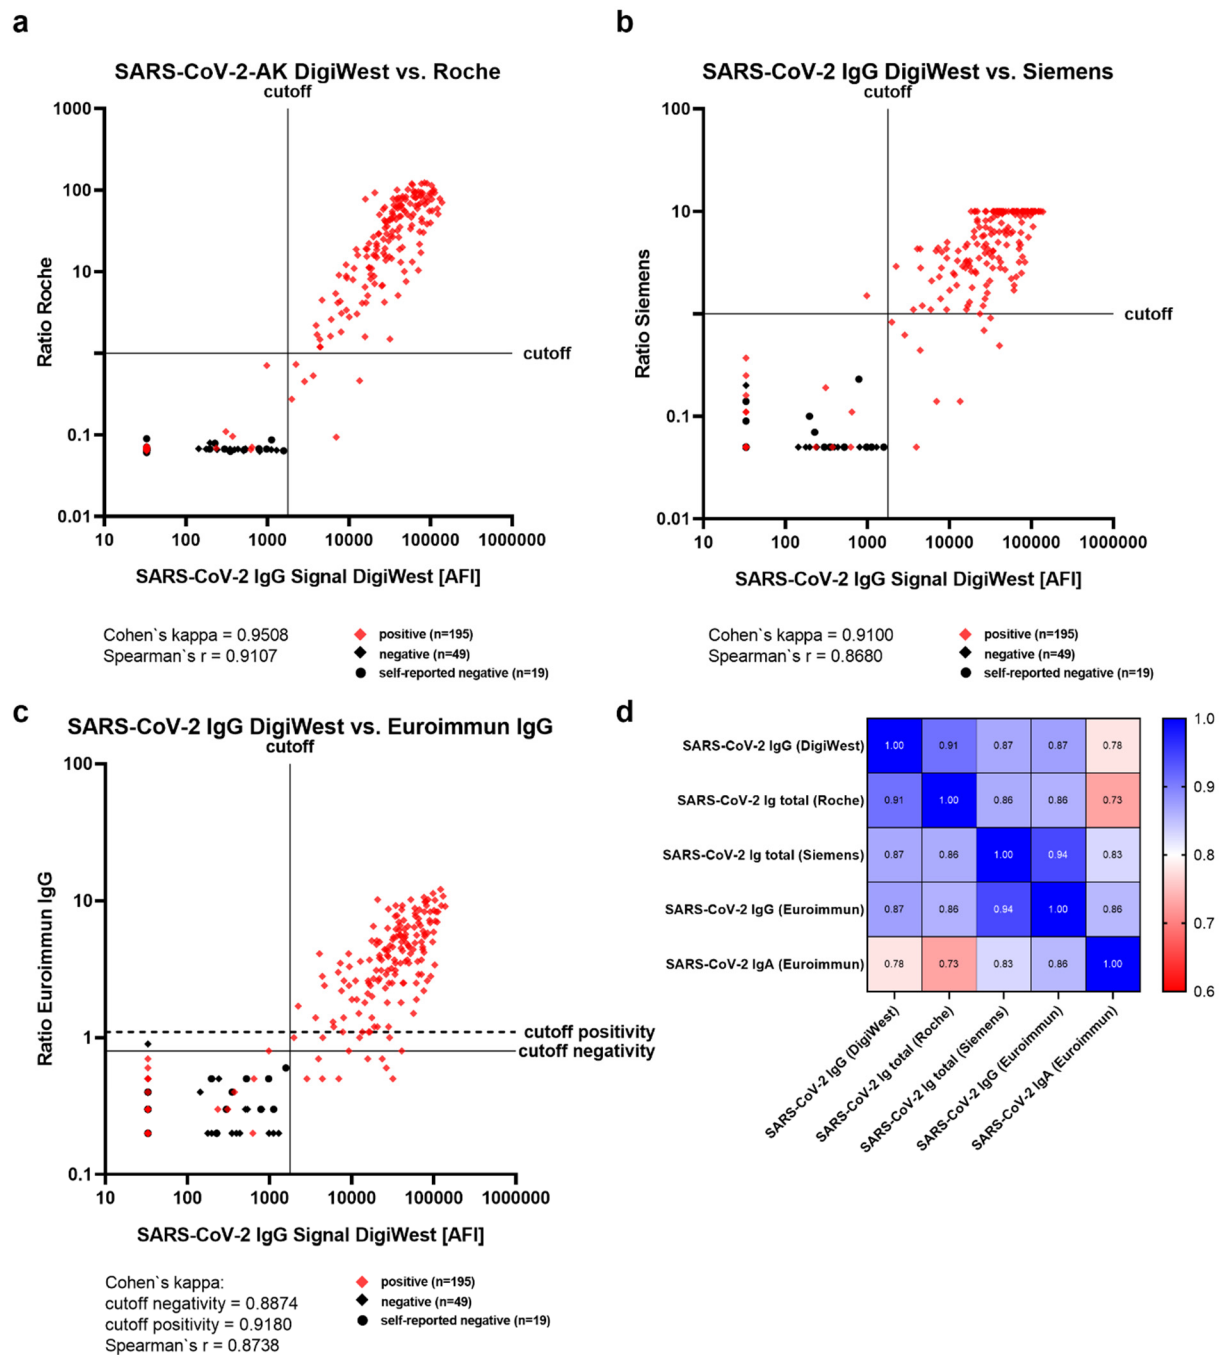 a
SARS-CoV-2-AK DigiWest vs. Roche
cutoff
1000
100
10
0.1
0.01
Ratio Roche
cutoff
10
100
1000
10000
100000
1000000
SARS-CoV-2 IgG Signal DigiWest [AFI]
Cohen`s kappa = 0.9508
Spearman`s r = 0.9107
positive (n=195)
negative (n=49)
self-reported negative (n=19)
b
SARS-CoV-2 IgG DigiWest vs. Siemens
cutoff
100
10
0.1
0.01
Ratio Siemens
cutoff
10
100
1000
10000
100000
1000000
SARS-CoV-2 IgG Signal DigiWest [AFI]
Cohen`s kappa = 0.9100
Spearman`s r = 0.8680
positive (n=195)
negative (n=49)
self-reported negative (n=19)
c
SARS-CoV-2 IgG DigiWest vs. Euroimmun IgG
cutoff
100
10
1
0.1
Ratio Euroimmun IgG
cutoff positivity
cutoff negativity
10
100
1000
10000
100000
1000000
SARS-CoV-2 IgG Signal DigiWest [AFI]
Cohen`s kappa:
cutoff negativity = 0.8874
cutoff positivity = 0.9180
Spearman`s r = 0.8738
positive (n=195)
negative (n=49)
self-reported negative (n=19)
d
SARS-CoV-2 IgG (DigiWest) 1.00 0.91 0.87 0.87 0.78
SARS-CoV-2 Ig total (Roche) 0.91 1.00 0.86 0.86 0.73
SARS-CoV-2 Ig total (Siemens) 0.87 0.86 1.00 0.94 0.83
SARS-CoV-2 IgG (Euroimmun) 0.87 0.86 0.94 1.00 0.86
SARS-CoV-2 IgA (Euroimmun) 0.78 0.73 0.83 0.86 1.00
SARS-CoV-2 IgG (DigiWest)
SARS-CoV-2 Ig total (Roche)
SARS-CoV-2 Ig total (Siemens)
SARS-CoV-2 IgG (Euroimmun)
SARS-CoV-2 IgA (Euroimmun)
1.0
0.9
0.8
0.7
0.6